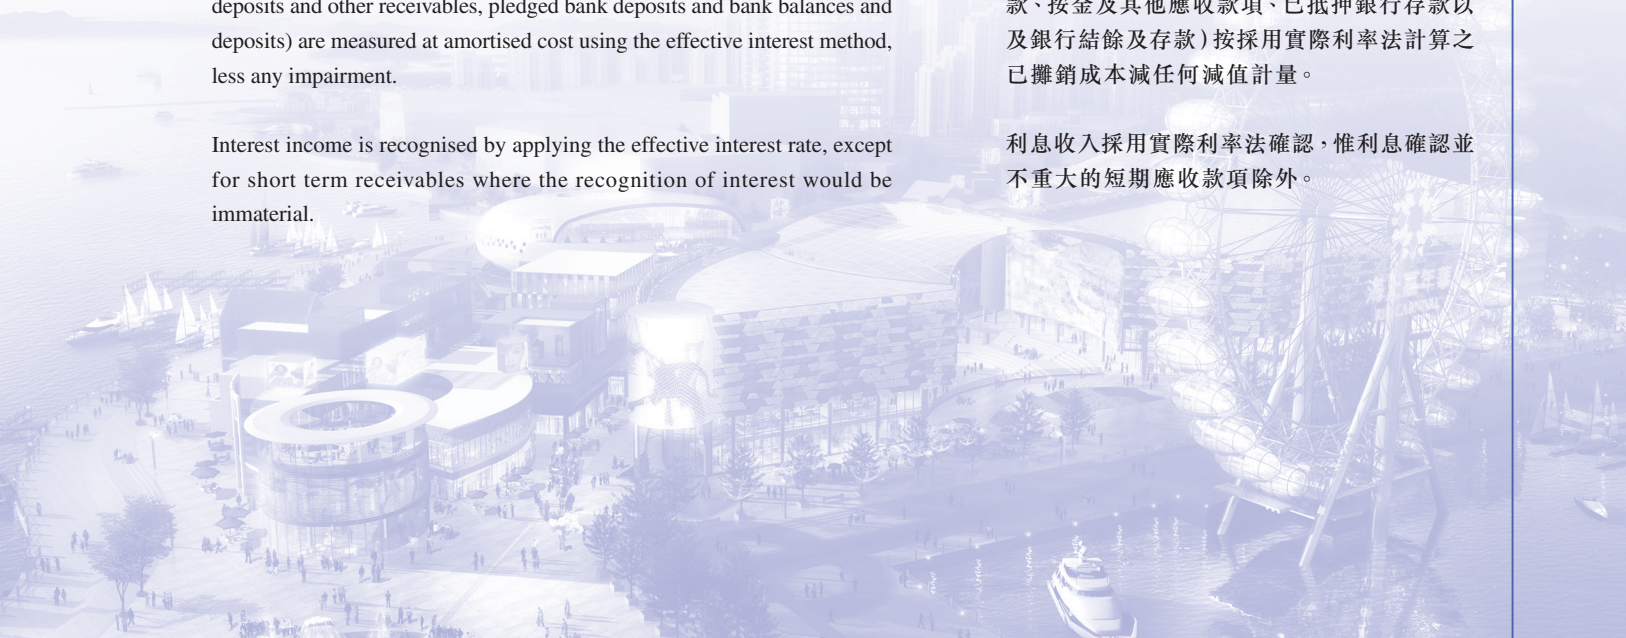 deposits and other receivables, pledged bank deposits and bank balances and
deposits) are measured at amortised cost using the effective interest method,
less any impairment.
Interest income is recognised by applying the effective interest rate, except
for short term receivables where the recognition of interest would be
immaterial.
款、按金及其他應收款項、已抵押銀行存款以
及銀行結餘及存款)按採用實際利率法計算之
已攤銷成本減任何減值計量。
利息收入採用實際利率法確認,惟利息確認並
不重大的短期應收款項除外。